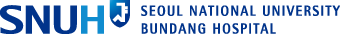 SNUH
SEOUL NATIONAL UNIVERSITY
BUNDANG HOSPITAL